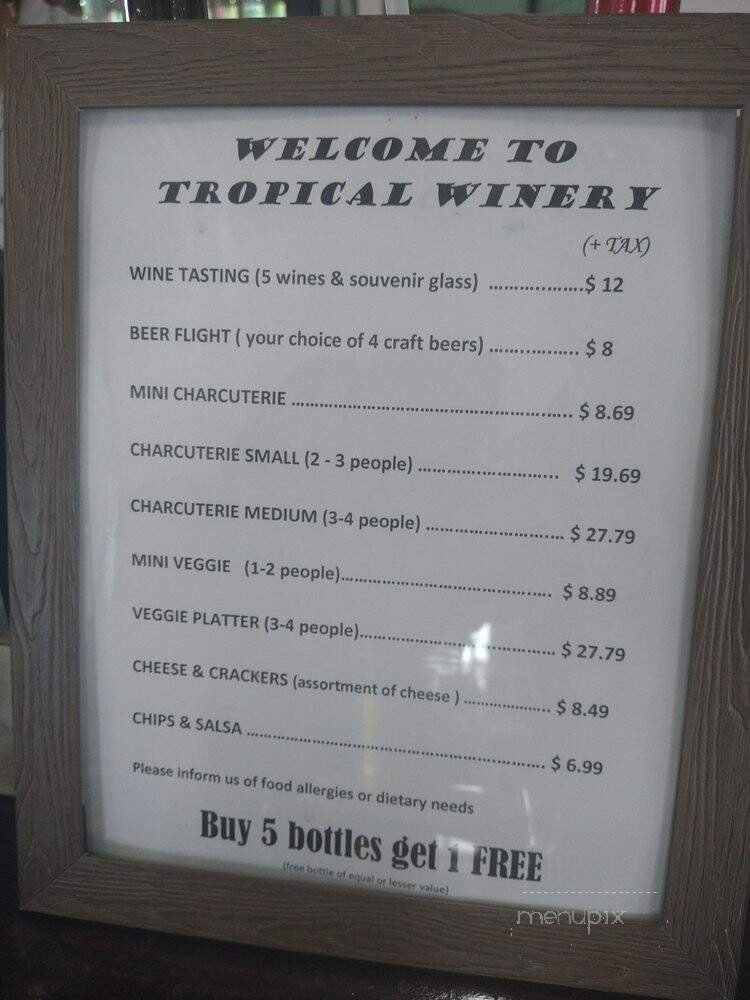 WELCOME TO
TROPICAL WINERY
(+ TAX)
WINE TASTING (5 wines & souvenir glass) ....................$ 12
BEER FLIGHT ( your choice of 4 craft beers) .................. $ 8
MINI CHARCUTERIE ........................................................ $ 8.69
CHARCUTERIE SMALL (2 - 3 people) ............................ $ 19.69
CHARCUTERIE MEDIUM (3-4 people) ............................ $ 27.79
MINI VEGGIE (1-2 people).......................................... $ 8.89
VEGGIE PLATTER (3-4 people)....................................... $ 27.79
CHEESE & CRACKERS (assortment of cheese ) .................... $ 8.49
CHIPS & SALSA ............................................................ $ 6.99
Please inform us of food allergies or dietary needs
Buy 5 bottles get 1 FREE
(free bottle of equal or lesser value)
menupix